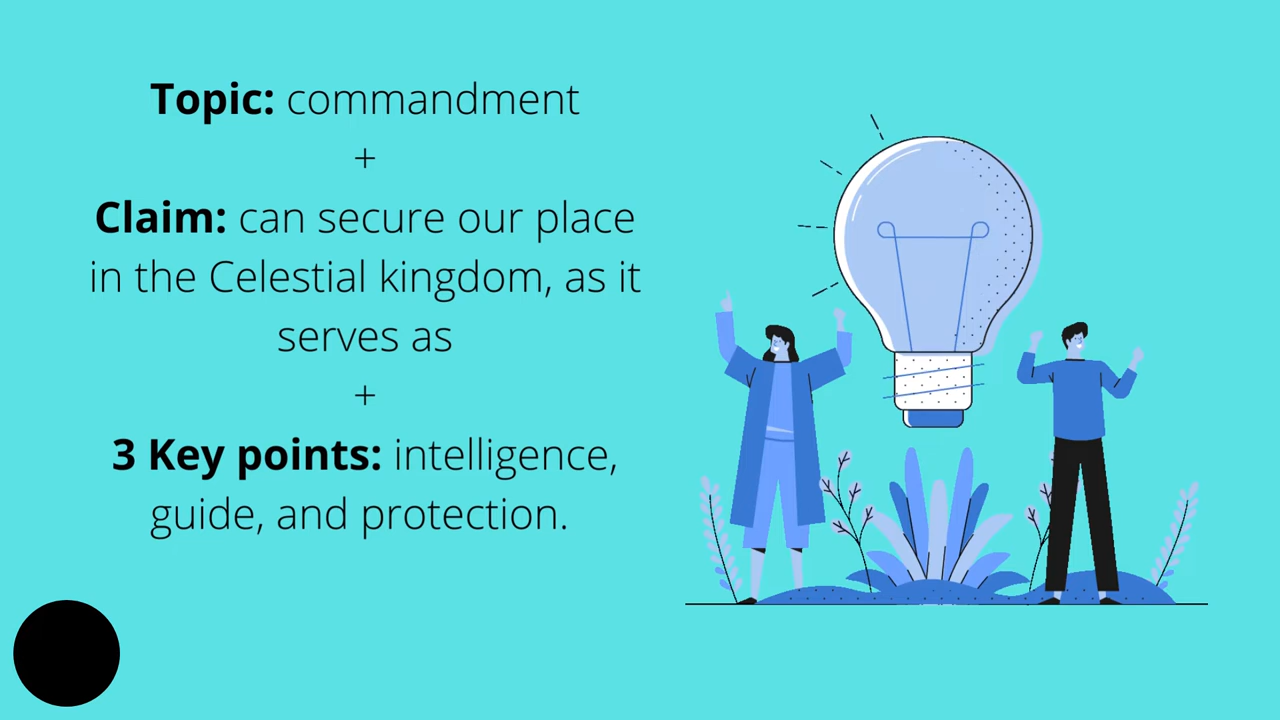 Topic: commandment
+
Claim: can secure our place
in the Celestial kingdom, as it
serves as
+
3 Key points: intelligence,
guide, and protection.